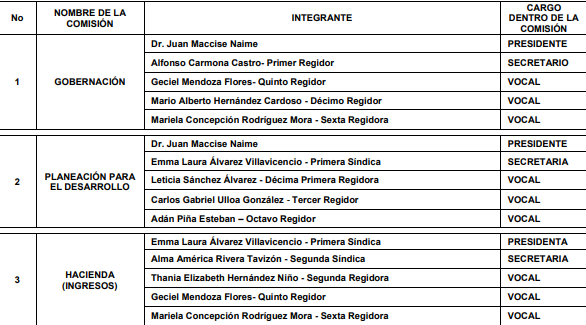 No NOMBRE DE LA COMISIÓN INTEGRANTE CARGO DENTRO DE LA COMISIÓN
1 GOBERNACIÓN
Dr. Juan Maccise Naime PRESIDENTE
Alfonso Carmona Castro- Primer Regidor SECRETARIO
Geciel Mendoza Flores- Quinto Regidor VOCAL
Mario Alberto Hernández Cardoso - Décimo Regidor VOCAL
Mariela Concepción Rodríguez Mora - Sexta Regidora VOCAL
2 PLANEACIÓN PARA EL DESARROLLO
Dr. Juan Maccise Naime PRESIDENTE
Emma Laura Álvarez Villavicencio - Primera Síndica SECRETARIA
Leticia Sánchez Álvarez - Décima Primera Regidora VOCAL
Carlos Gabriel Ulloa González - Tercer Regidor VOCAL
Adán Piña Esteban – Octavo Regidor VOCAL
3 HACIENDA (INGRESOS)
Emma Laura Álvarez Villavicencio - Primera Síndica PRESIDENTA
Alma América Rivera Tavizón - Segunda Síndica SECRETARIA
Thania Elizabeth Hernández Niño - Segunda Regidora VOCAL
Geciel Mendoza Flores- Quinto Regidor VOCAL
Mariela Concepción Rodríguez Mora - Sexta Regidora VOCAL